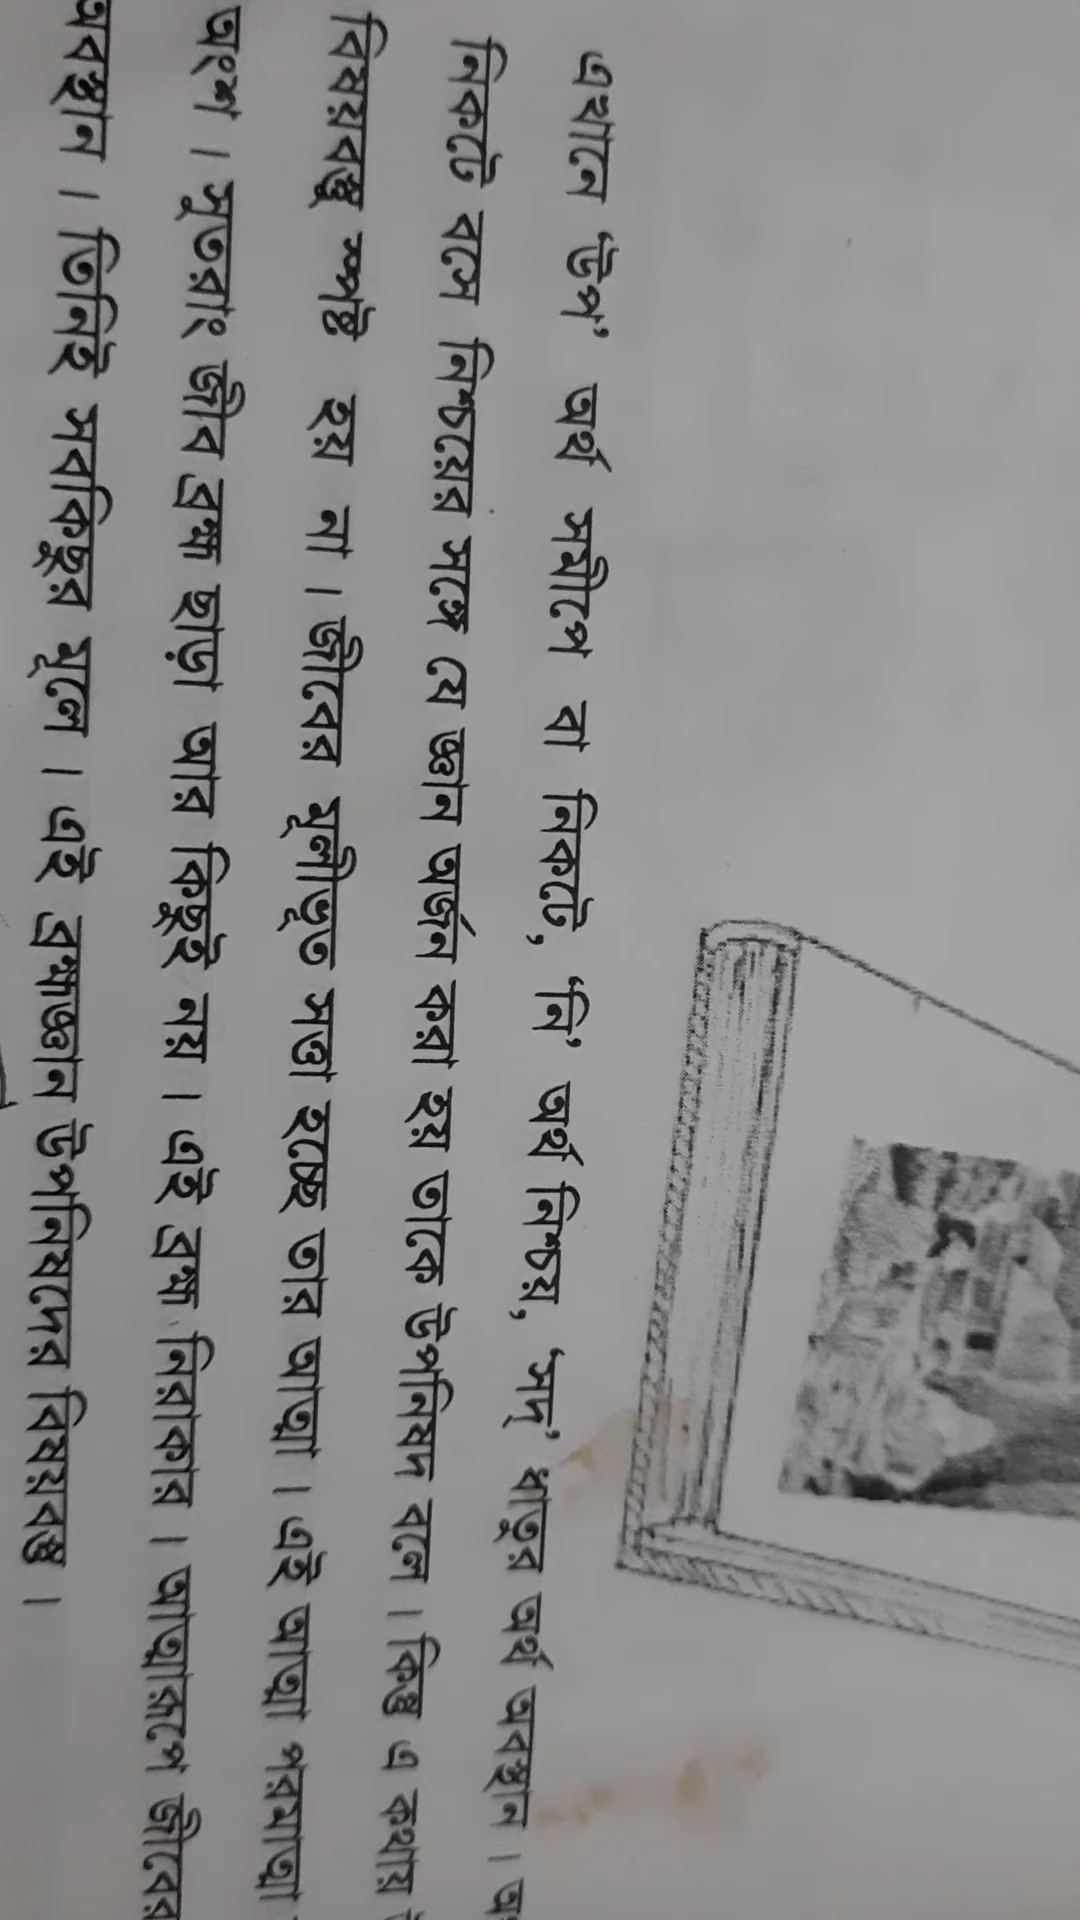 এখানে ‘উপ’ অর্থ সমীপে বা নিকটে, ‘নি’ অর্থ নিশ্চয়, ‘সদ্’ ধাতুর অর্থ অবস্থান।
নিকটে বসে নিশ্চয়ের সঙ্গে যে জ্ঞান অর্জন করা হয় তাকে উপনিষদ বলে। কিন্তু এ কথায়
বিষয়বস্তু স্পষ্ট হয় না। জীবের মূলীভূত সত্তা হচ্ছে তার আত্মা। এই আত্মা পরমাত্মা
অংশ। সুতরাং জীব ব্রহ্ম ছাড়া আর কিছুই নয়। এই ব্রহ্ম নিরাকার। আত্মারূপে জীবের
অবস্থান। তিনিই সবকিছুর মূলে। এই ব্রহ্মজ্ঞান উপনিষদের বিষয়বস্তু।